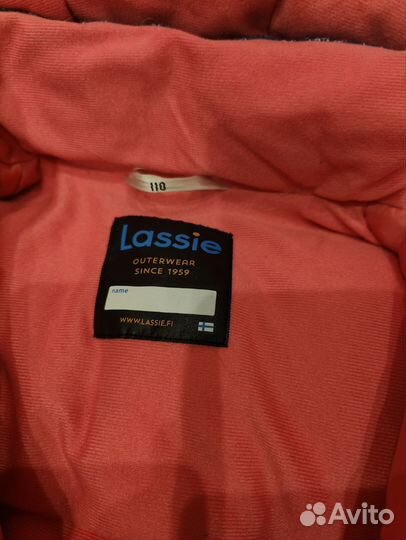 110
Lassie
OUTERWEAR
SINCE 1959
name
WWW.LASSIE.FI
Avito